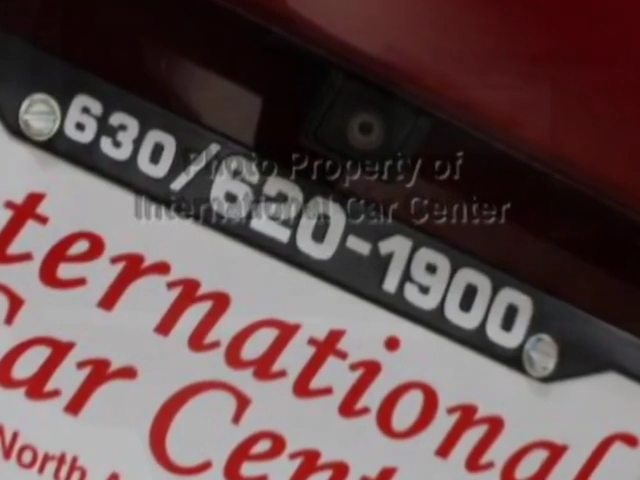 630/620-1900
Photo Property of
International Car Center
ternational
Car Cent
North